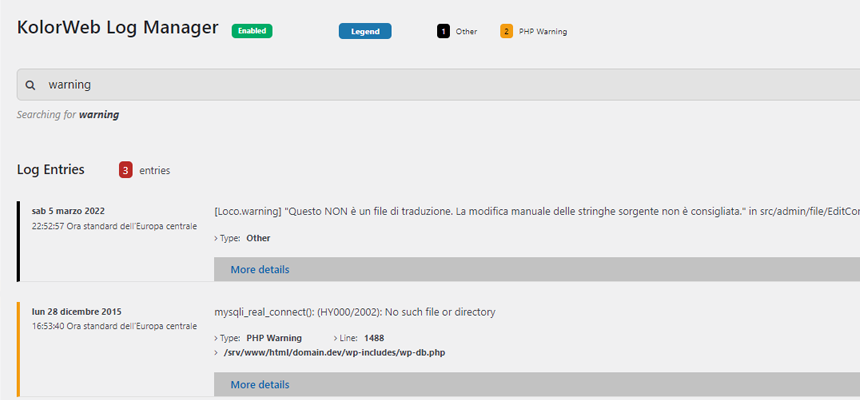 KolorWeb Log Manager Enabled Legend 1 Other 2 PHP Warning
warning
Searching for warning
Log Entries 3 entries
sab 5 marzo 2022 [Loco.warning] "Questo NON è un file di traduzione. La modifica manuale delle stringhe sorgente non è consigliata." in src/admin/file/EditCon
22:52:57 Ora standard dell'Europa centrale
› Type: Other
More details
lun 28 dicembre 2015 mysqli_real_connect(): (HY000/2002): No such file or directory
16:53:40 Ora standard dell'Europa centrale
› Type: PHP Warning › Line: 1488
› /srv/www/html/domain.dev/wp-includes/wp-db.php
More details